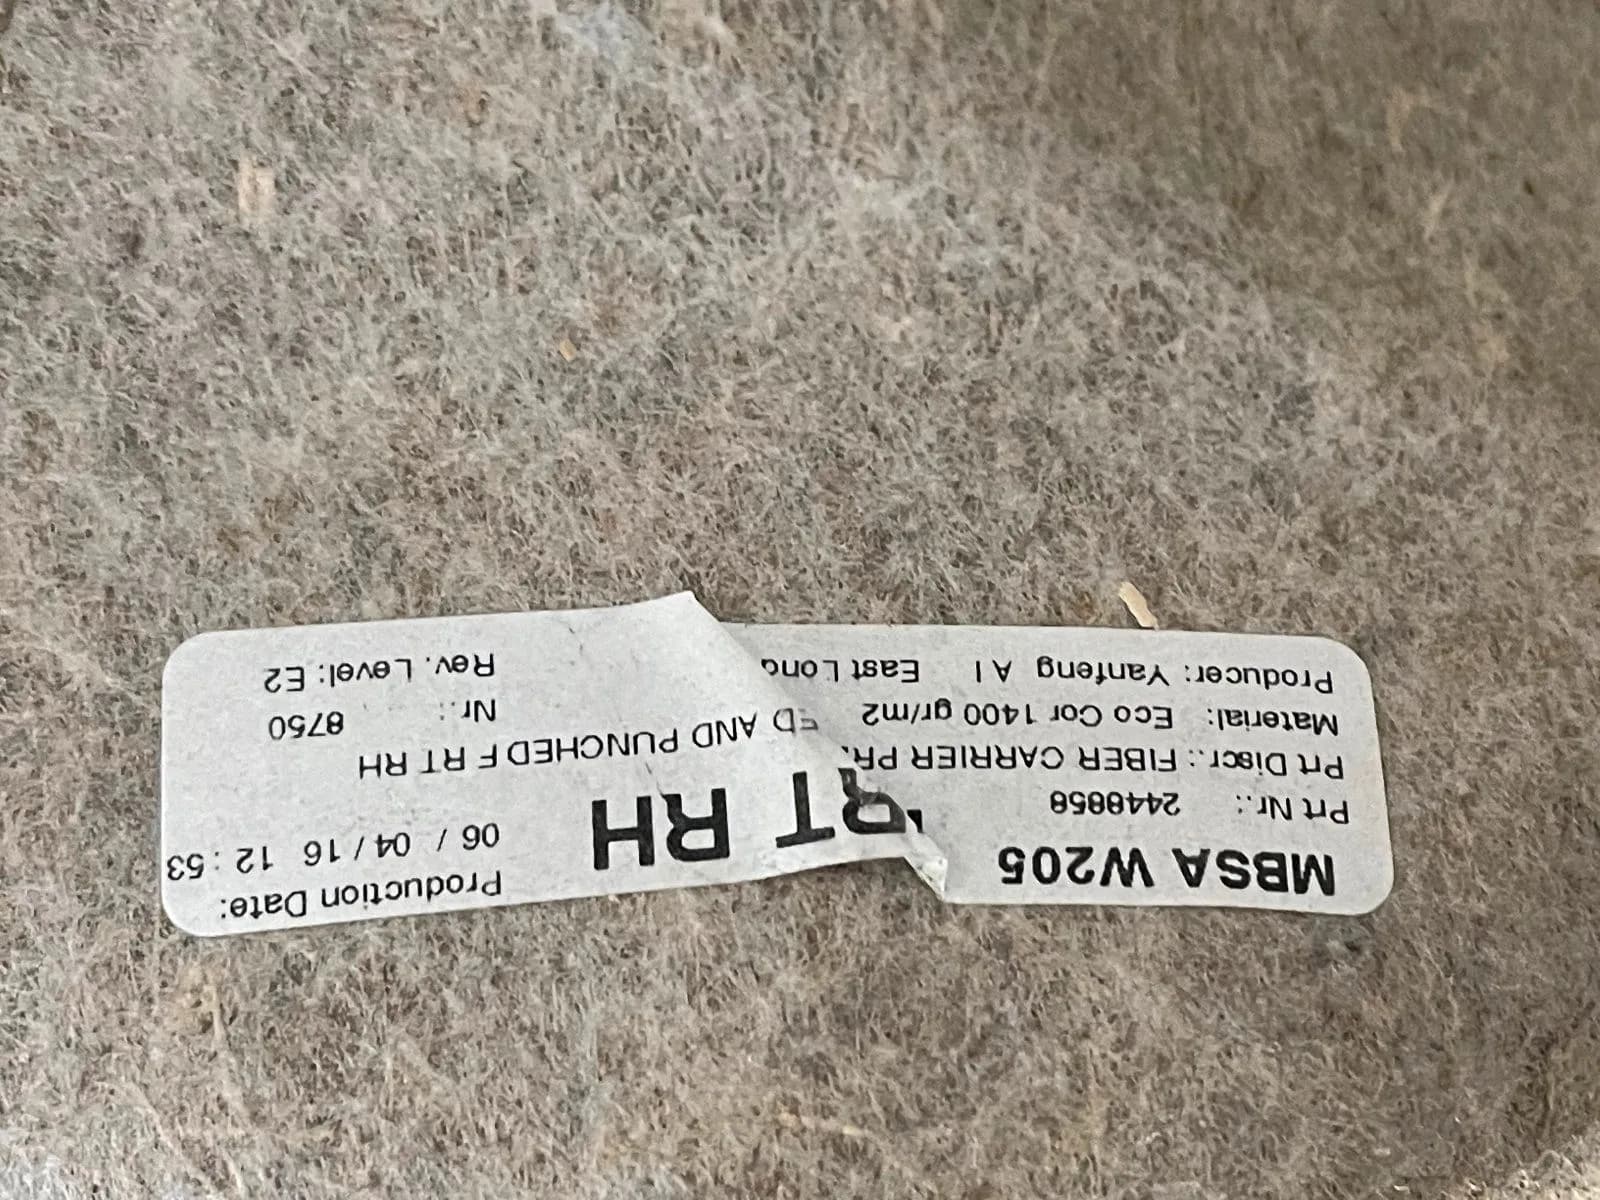 MBSA W205 RT RH Production Date:
Prt Nr.: 06 / 04 / 16 12 : 53
Prt Discr.: FIBER CARRIER PR ED AND PUNCHED F RT RH
Material: Eco Cor 1400 gr/m2 Nr.: 8750
Producer: Yanfeng A I East Lond Rev. Level: E2